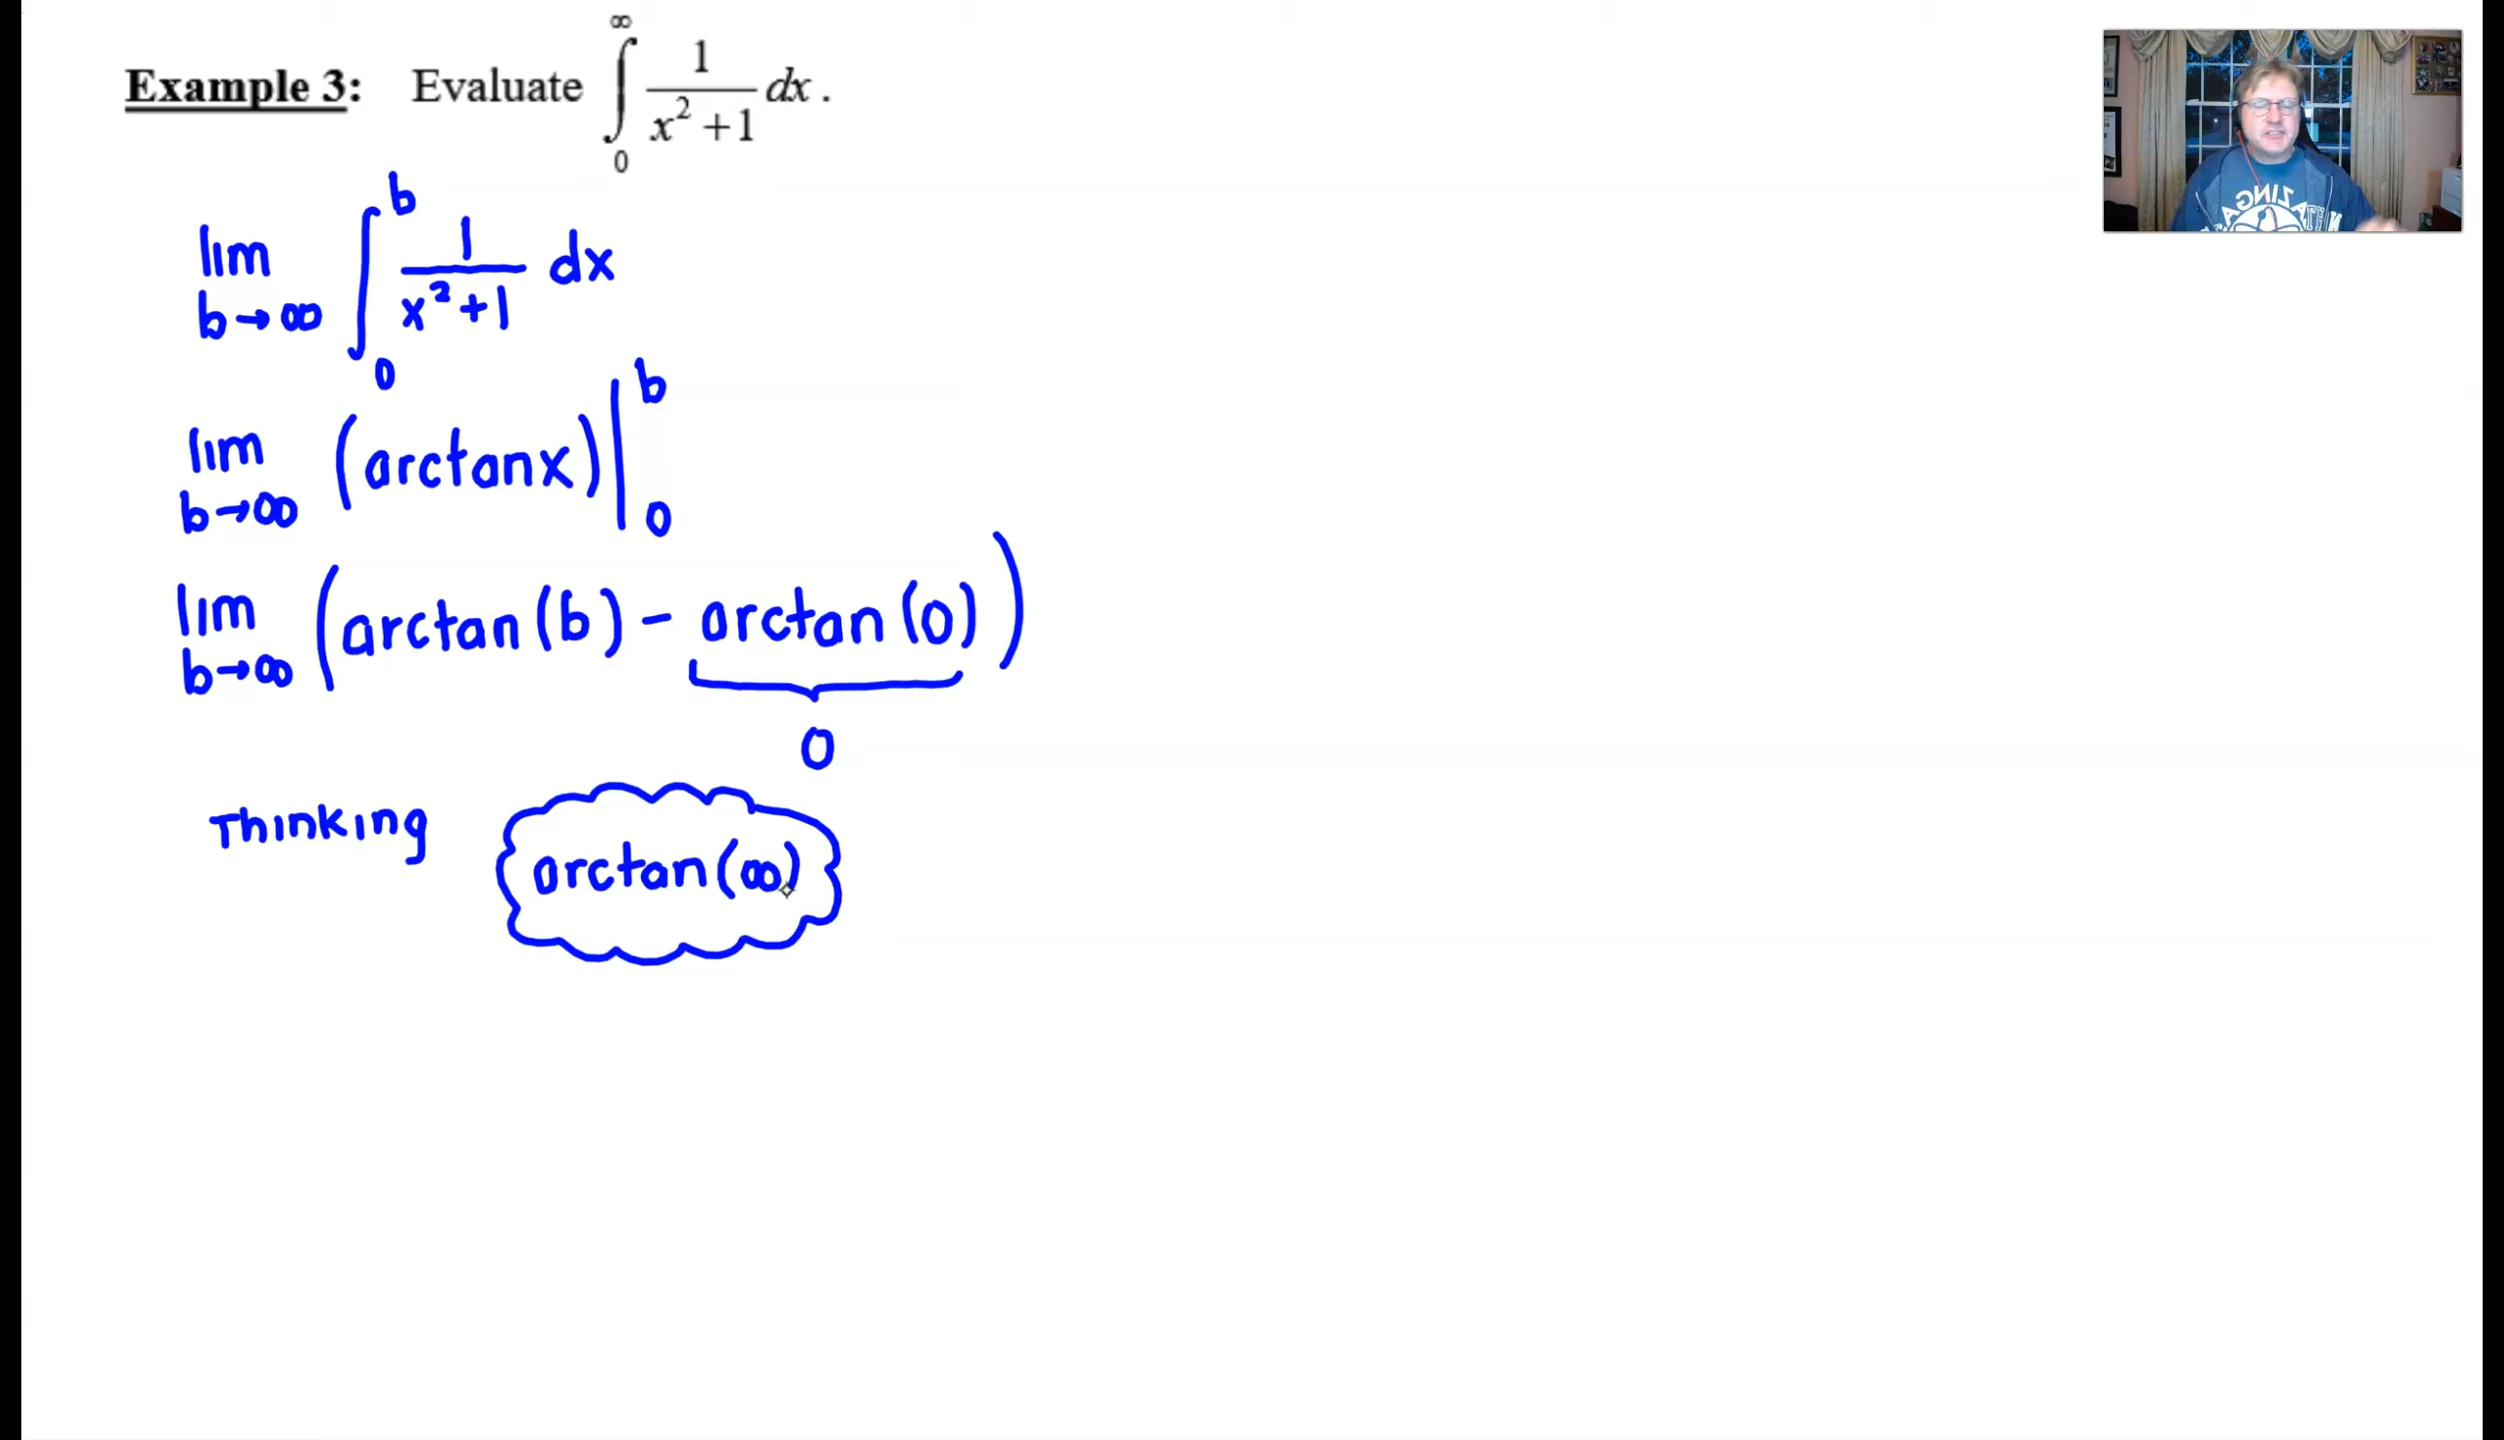 Example 3: Evaluate ∫₀^∞ 1/(x²+1) dx.
lim b→∞ ∫₀^b 1/(x²+1) dx
lim b→∞ (arctanx)|₀^b
lim b→∞ (arctan(b) - arctan(0))
0
Thinking arctan(∞)